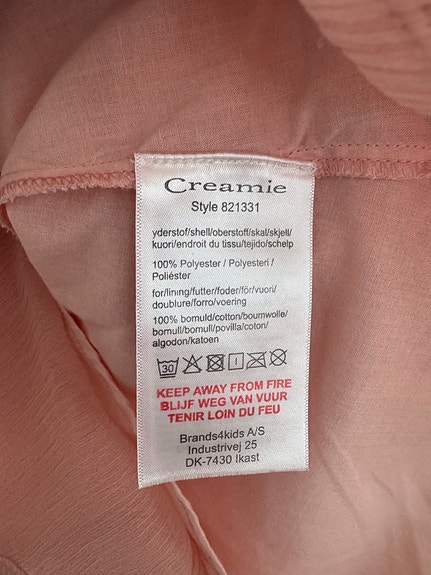 Creamie
Style 821331
yderstof/shell/oberstoff/skal/skjell/
kuori/endroit du tissu/tejido/schelp
100% Polyester / Polyesteri /
Poliéster
for/lining/futter/foder/för/vuori/
doublure/forro/voering
100% bomuld/cotton/boumwolle/
bomull/bomull/povilla/coton/
algodon/katoen
30
KEEP AWAY FROM FIRE
BLIJF WEG VAN VUUR
TENIR LOIN DU FEU
Brands4kids A/S
Industrivej 25
DK-7430 Ikast